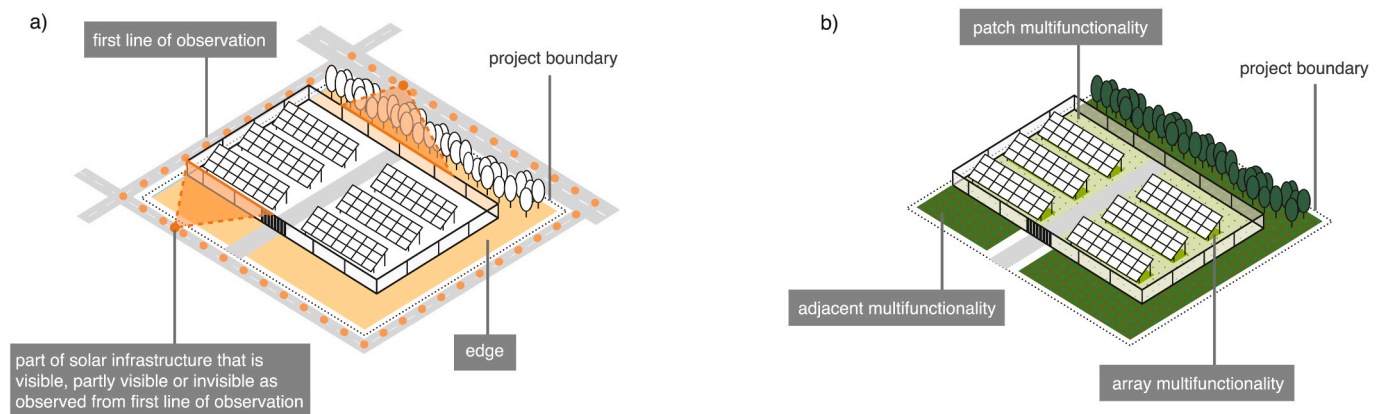 a)
first line of observation
project boundary
edge
part of solar infrastructure that is
visible, partly visible or invisible as
observed from first line of observation
b)
patch multifunctionality
project boundary
adjacent multifunctionality
array multifunctionality